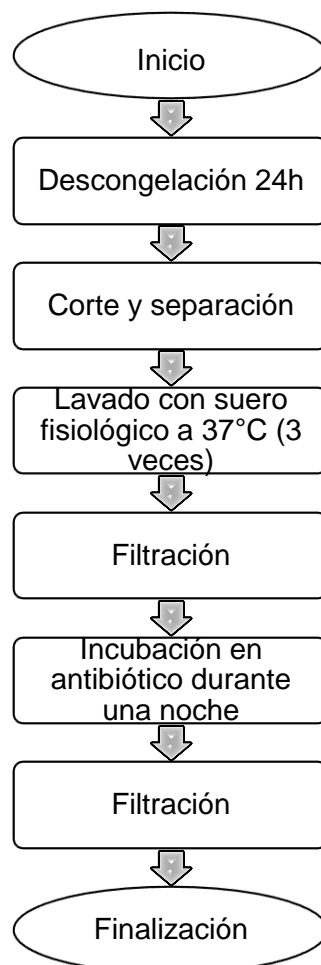 Inicio
Descongelación 24h
Corte y separación
Lavado con suero
fisiológico a 37°C (3
veces)
Filtración
Incubación en
antibiótico durante
una noche
Filtración
Finalización